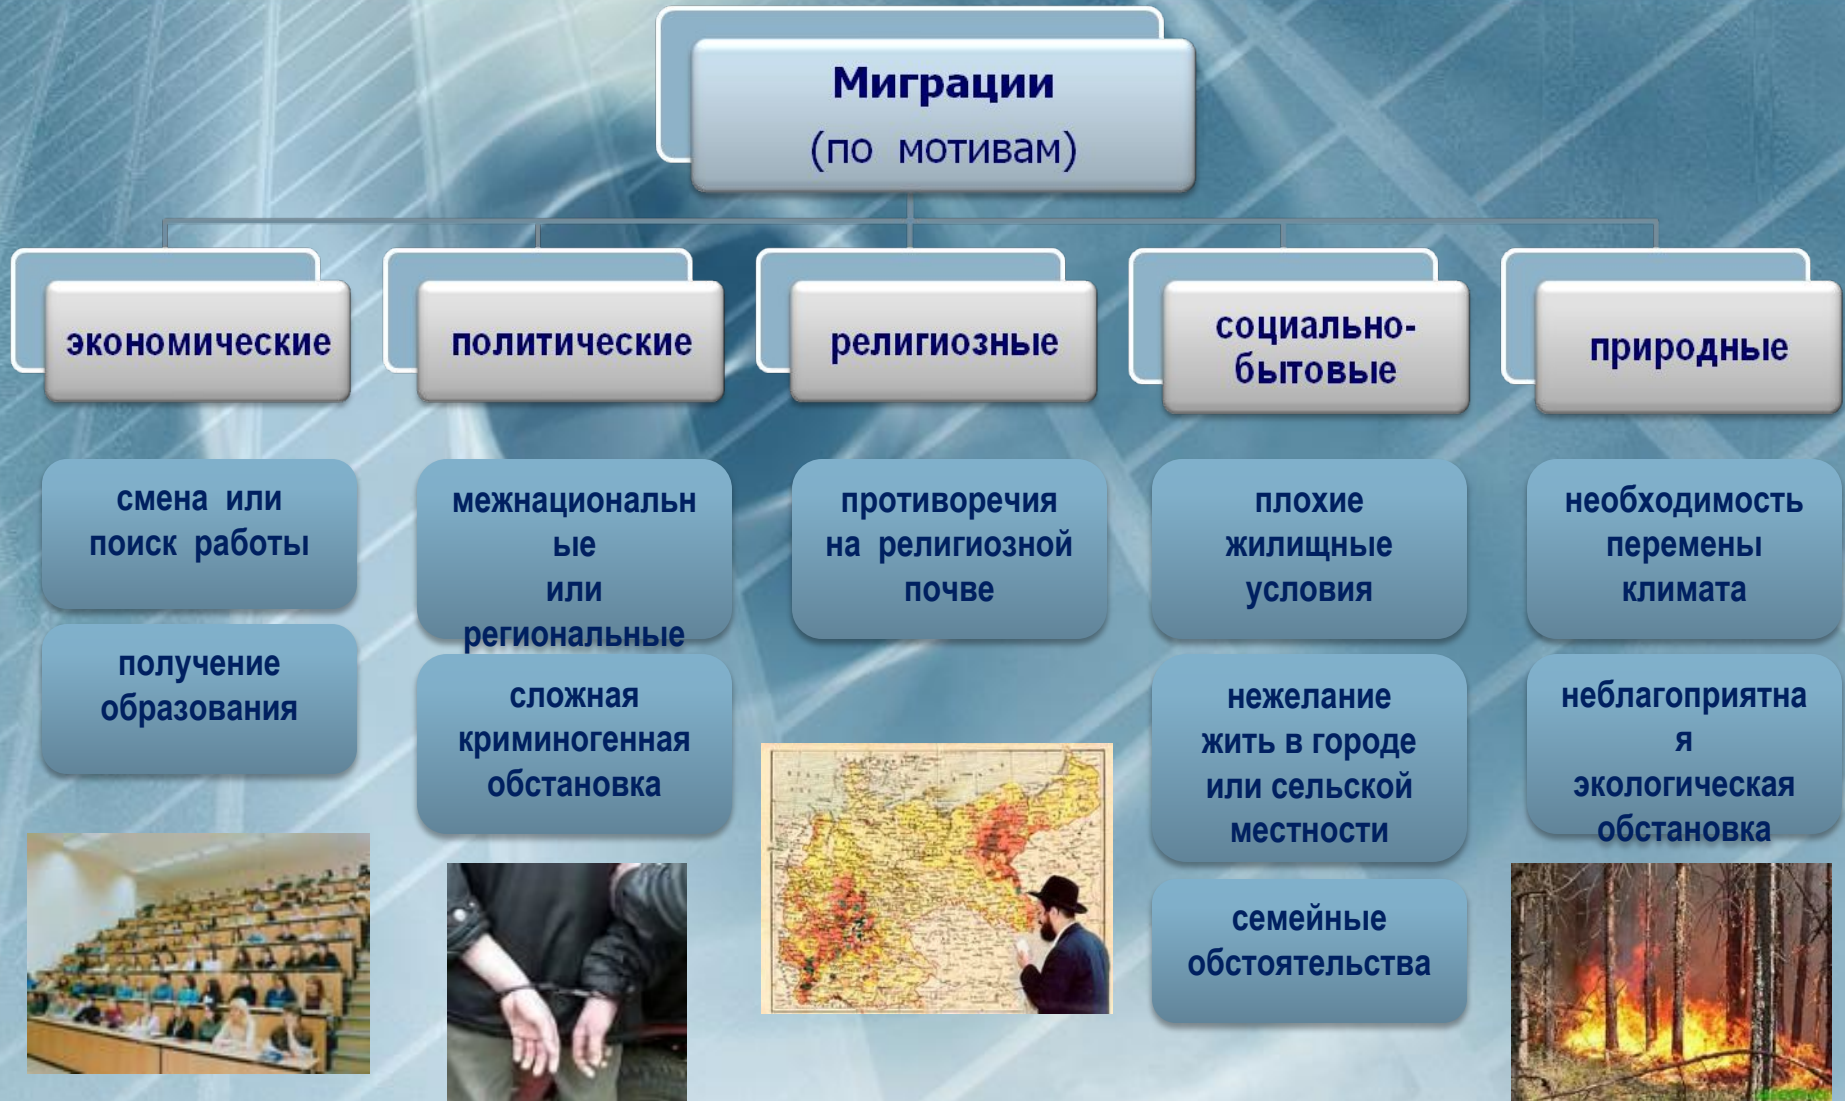 Миграции
(по мотивам)
экономические
смена или
поиск работы
получение
образования
политические
межнациональн
ые
или
региональные
сложная
криминогенная
обстановка
религиозные
противоречия
на религиозной
почве
социально-
бытовые
плохие
жилищные
условия
нежелание
жить в городе
или сельской
местности
семейные
обстоятельства
природные
необходимость
перемены
климата
неблагоприятна
я
экологическая
обстановка